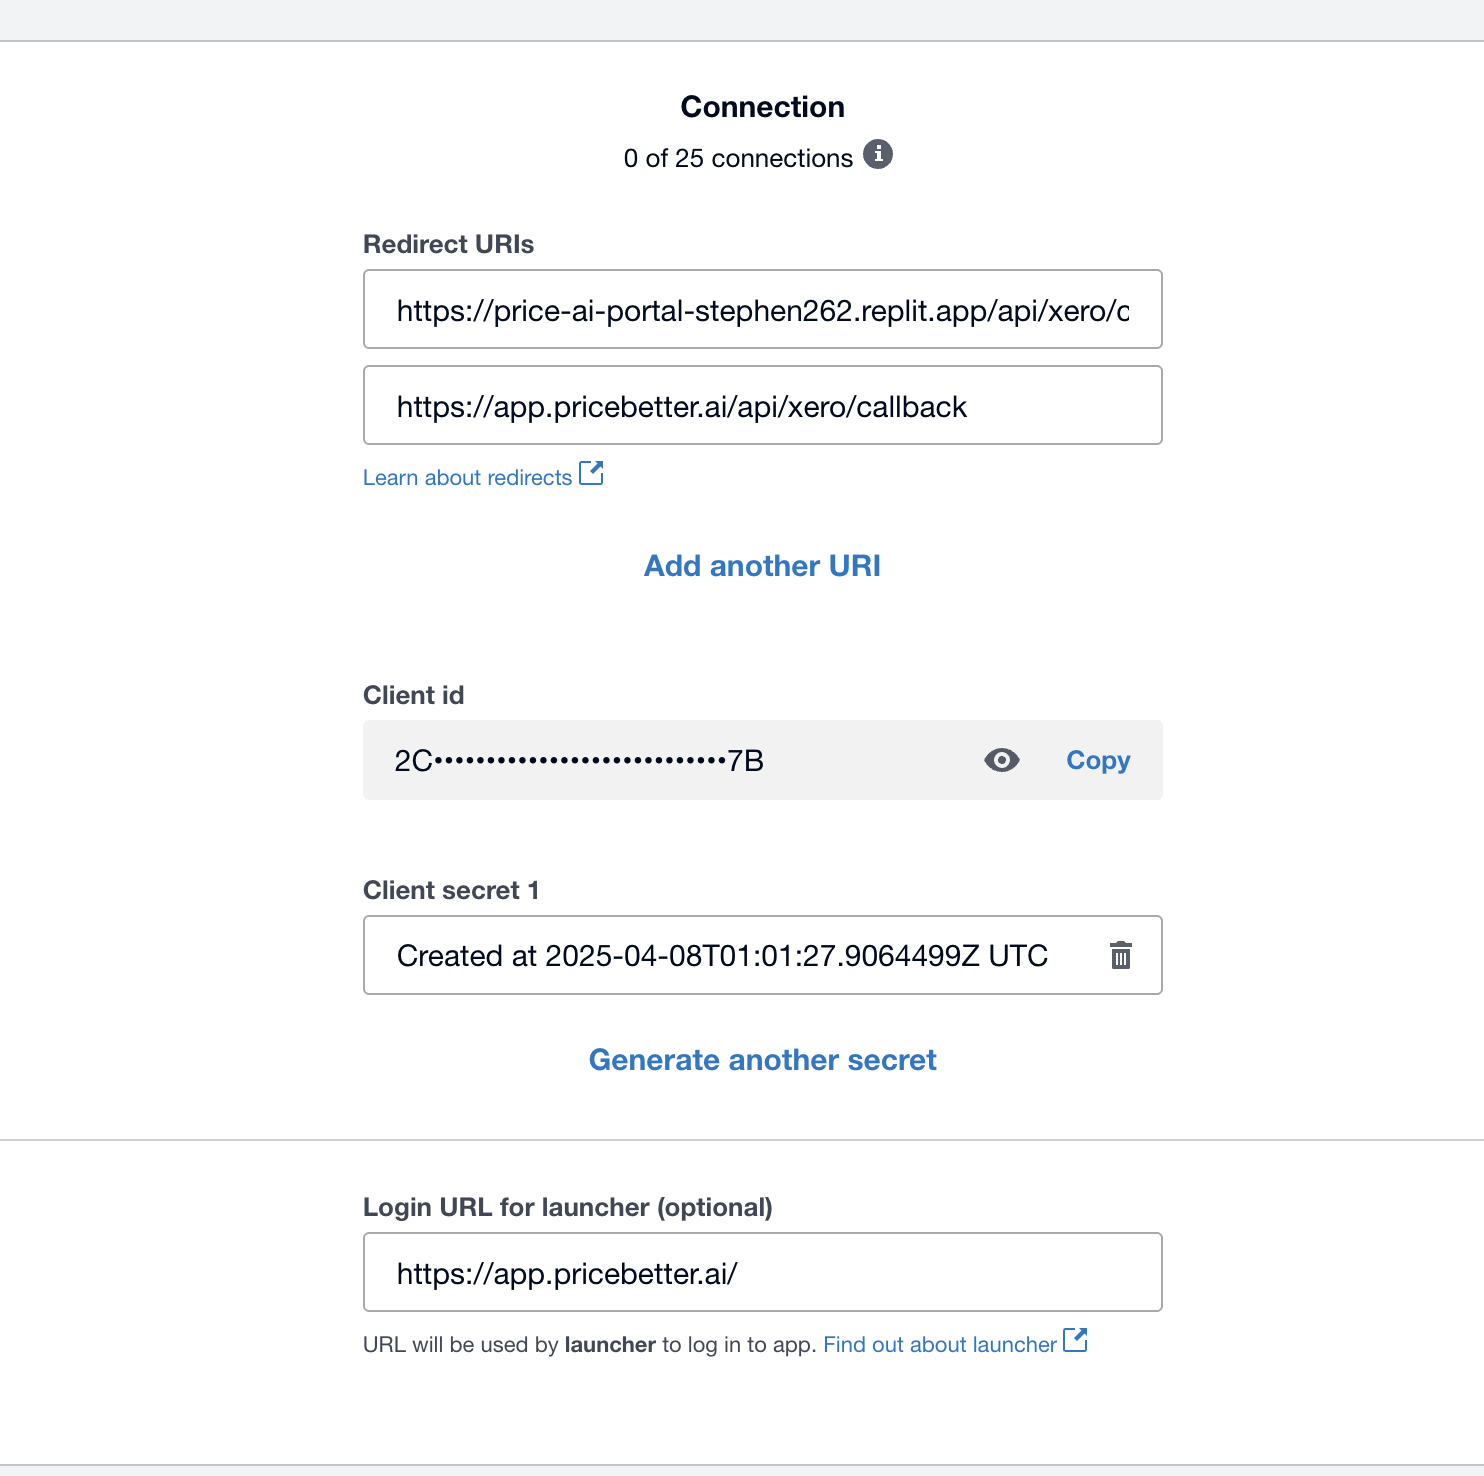 Connection
0 of 25 connections
Redirect URIs
https://price-ai-portal-stephen262.replit.app/api/xero/c
https://app.pricebetter.ai/api/xero/callback
Learn about redirects
Add another URI
Client id
2C••••••••••••••••••••••••••••7B
Copy
Client secret 1
Created at 2025-04-08T01:01:27.9064499Z UTC
Generate another secret
Login URL for launcher (optional)
https://app.pricebetter.ai/
URL will be used by launcher to log in to app. Find out about launcher